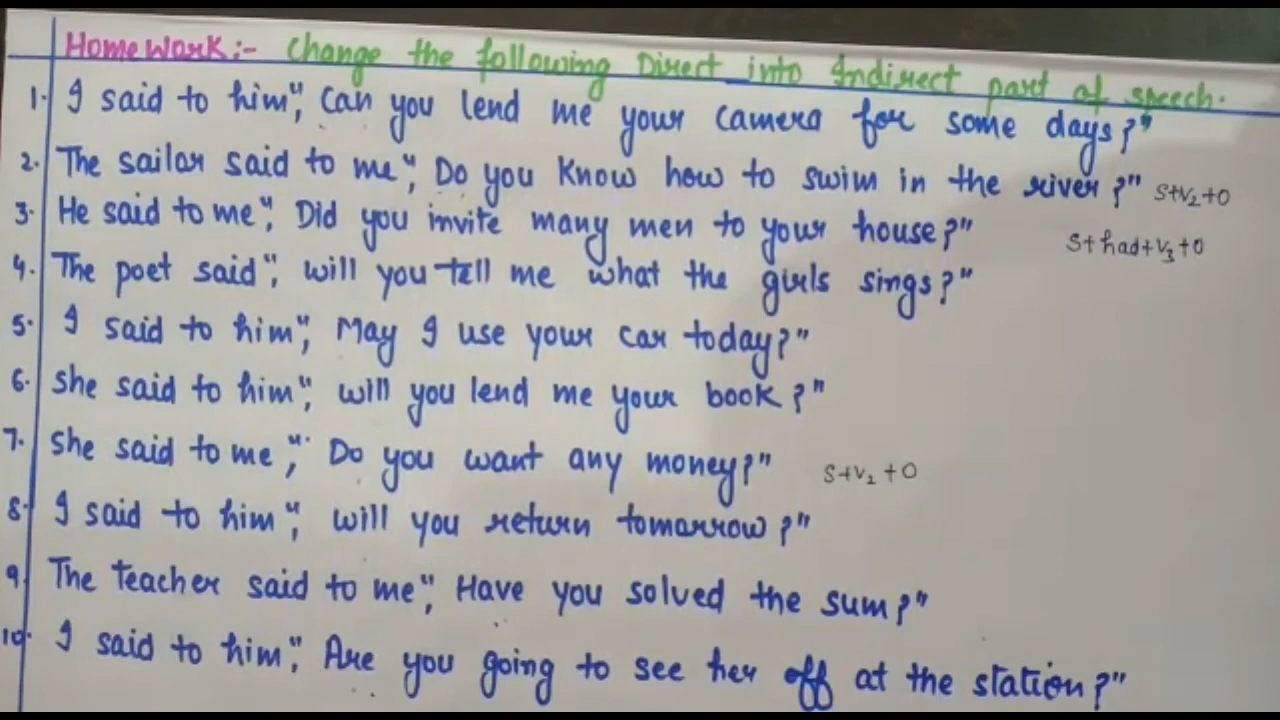 Home Work:- Change the following Direct into Indirect part of speech.
1. I said to him", Can you lend me your camera for some days?"
2. The sailar said to me", Do you know how to swim in the river?" S+V2+O
3. He said to me", Did you invite many men to your house?" S+had+V3+O
4. The poet said", will you tell me what the girls sings?"
5. I said to him", May I use your car today?"
6. She said to him", will you lend me your book?"
7. She said to me", Do you want any money?" S+V2+O
8. I said to him", will you return tomorrow?"
9. The teacher said to me", Have you solved the sum?"
10. I said to him", Are you going to see her off at the station?"